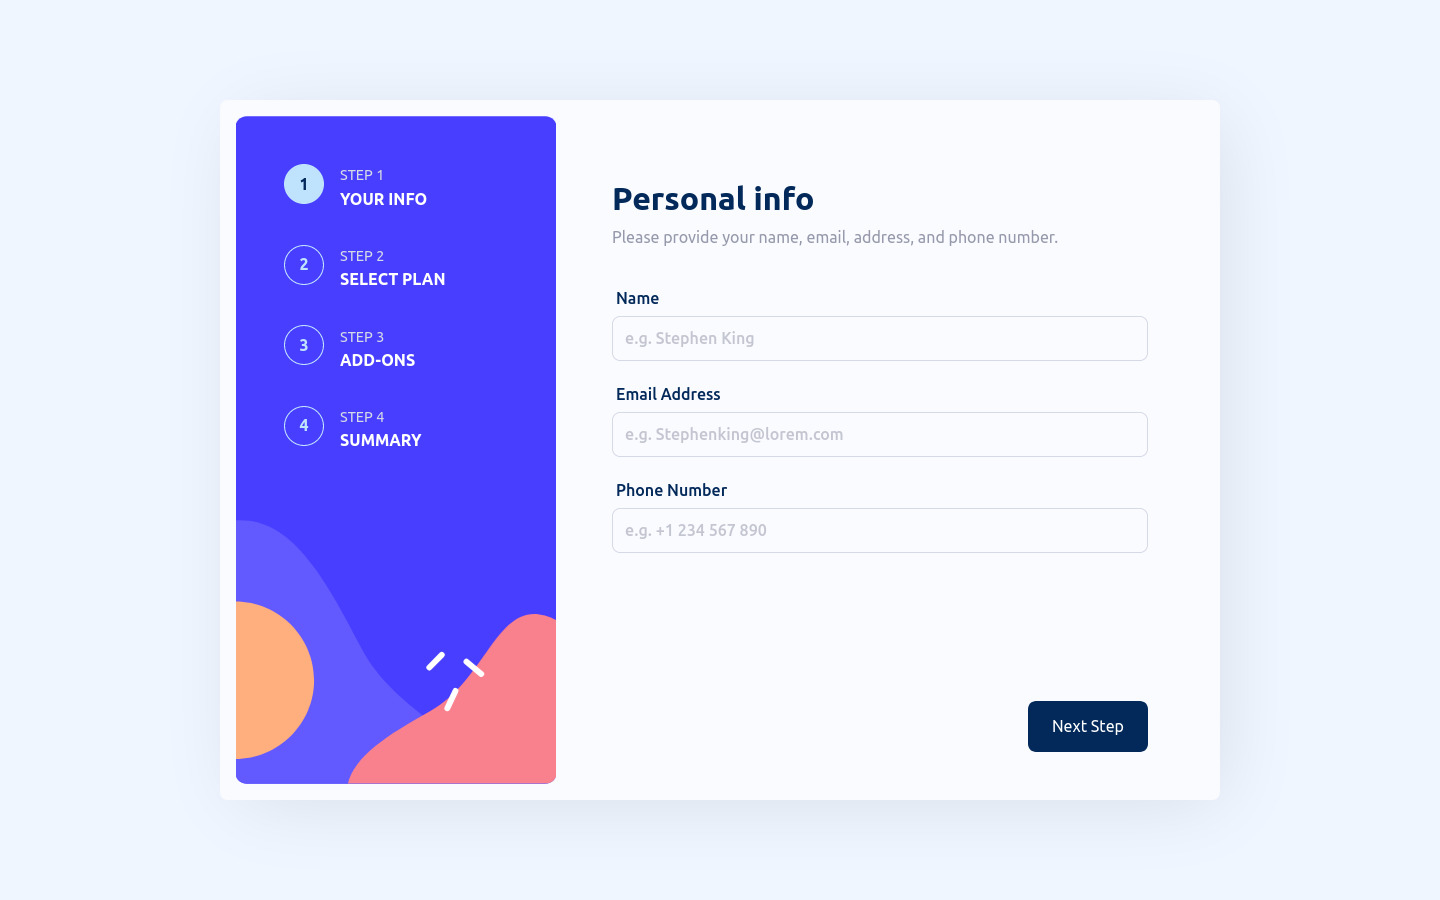 1
STEP 1
YOUR INFO
2
STEP 2
SELECT PLAN
3
STEP 3
ADD-ONS
4
STEP 4
SUMMARY
Personal info
Please provide your name, email, address, and phone number.
Name
e.g. Stephen King
Email Address
e.g. Stephenking@lorem.com
Phone Number
e.g. +1 234 567 890
Next Step